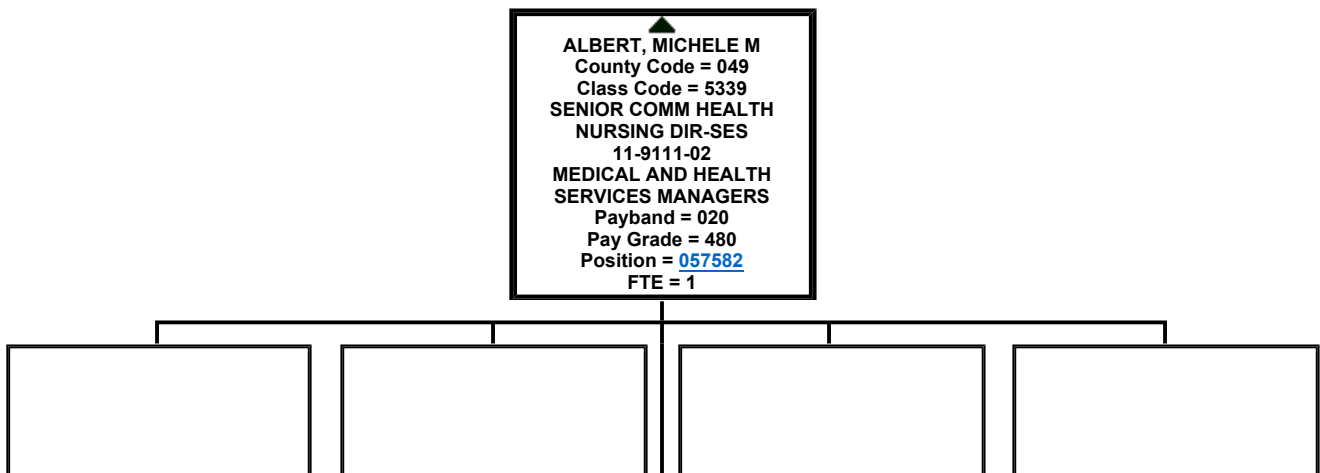 ALBERT, MICHELE M
County Code = 049
Class Code = 5339
SENIOR COMM HEALTH
NURSING DIR-SES
11-9111-02
MEDICAL AND HEALTH
SERVICES MANAGERS
Payband = 020
Pay Grade = 480
Position = 057582
FTE = 1